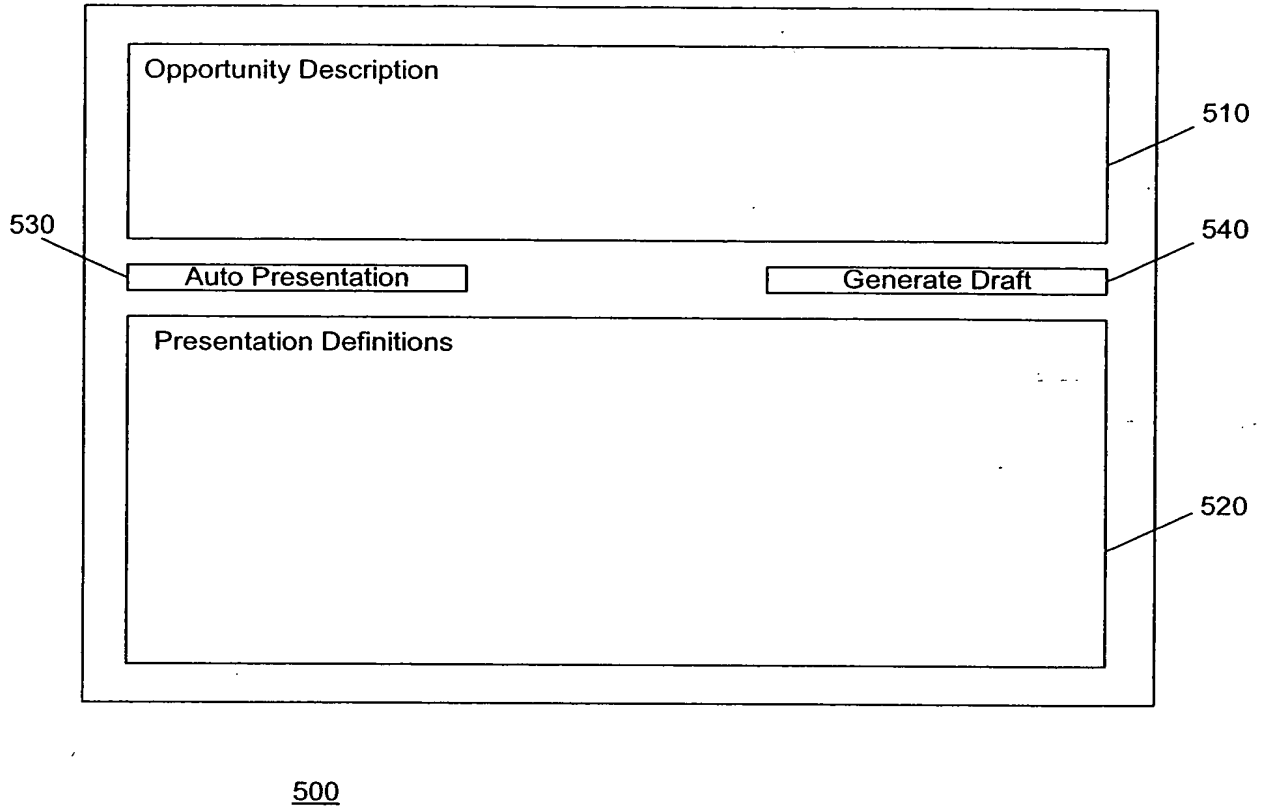 Opportunity Description
510
530
540
Auto Presentation
Generate Draft
Presentation Definitions
520
500